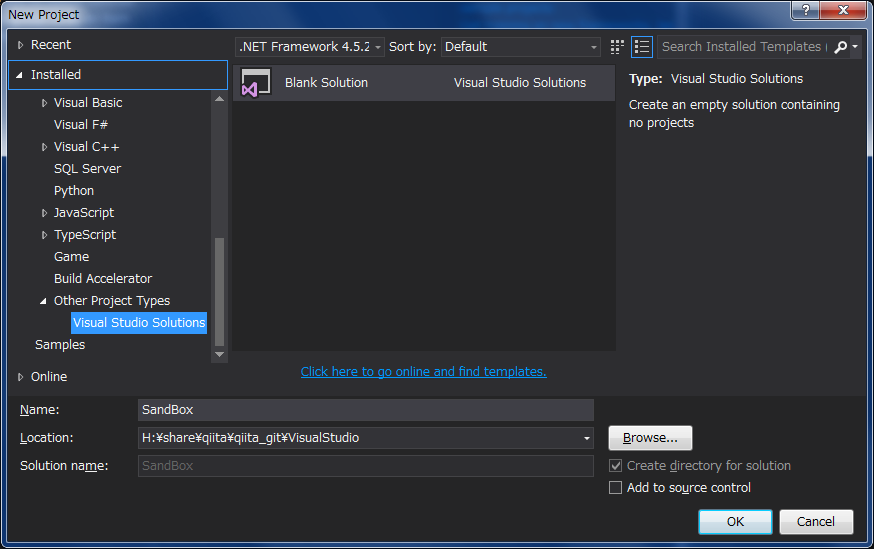 New Project
Recent
Installed
Visual Basic
Visual F#
Visual C++
SQL Server
Python
JavaScript
TypeScript
Game
Build Accelerator
Other Project Types
Visual Studio Solutions
Samples
Online
.NET Framework 4.5.2 Sort by: Default
Blank Solution Visual Studio Solutions
Click here to go online and find templates.
Search Installed Templates (
Type: Visual Studio Solutions
Create an empty solution containing
no projects
Name: SandBox
Location: H:¥share¥qiita¥qiita_git¥VisualStudio Browse...
Solution name: SandBox
Create directory for solution
Add to source control
OK Cancel